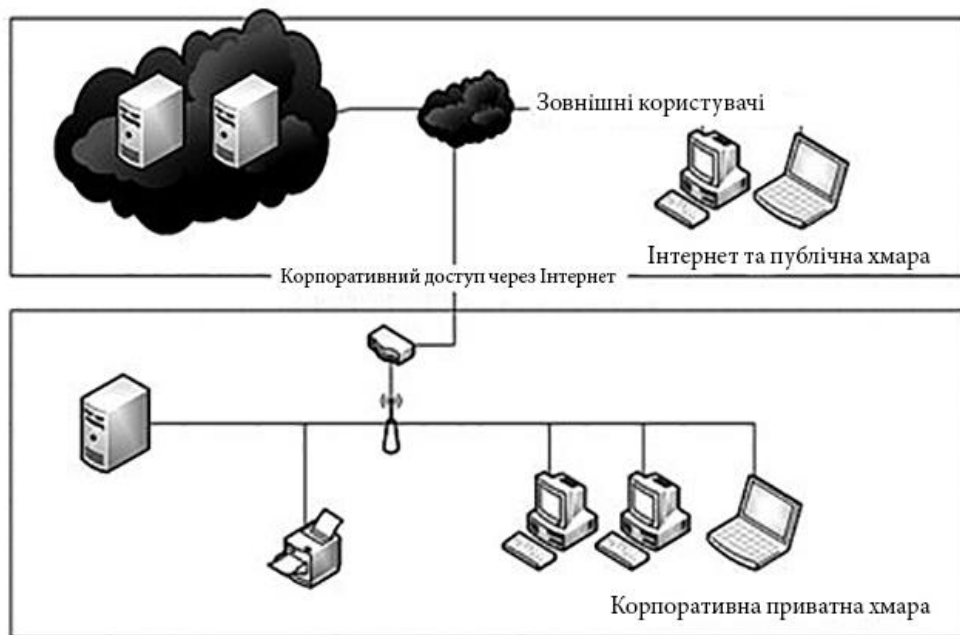 Зовнішні користувачі
Інтернет та публічна хмара
Корпоративний доступ через Інтернет
Корпоративна приватна хмара